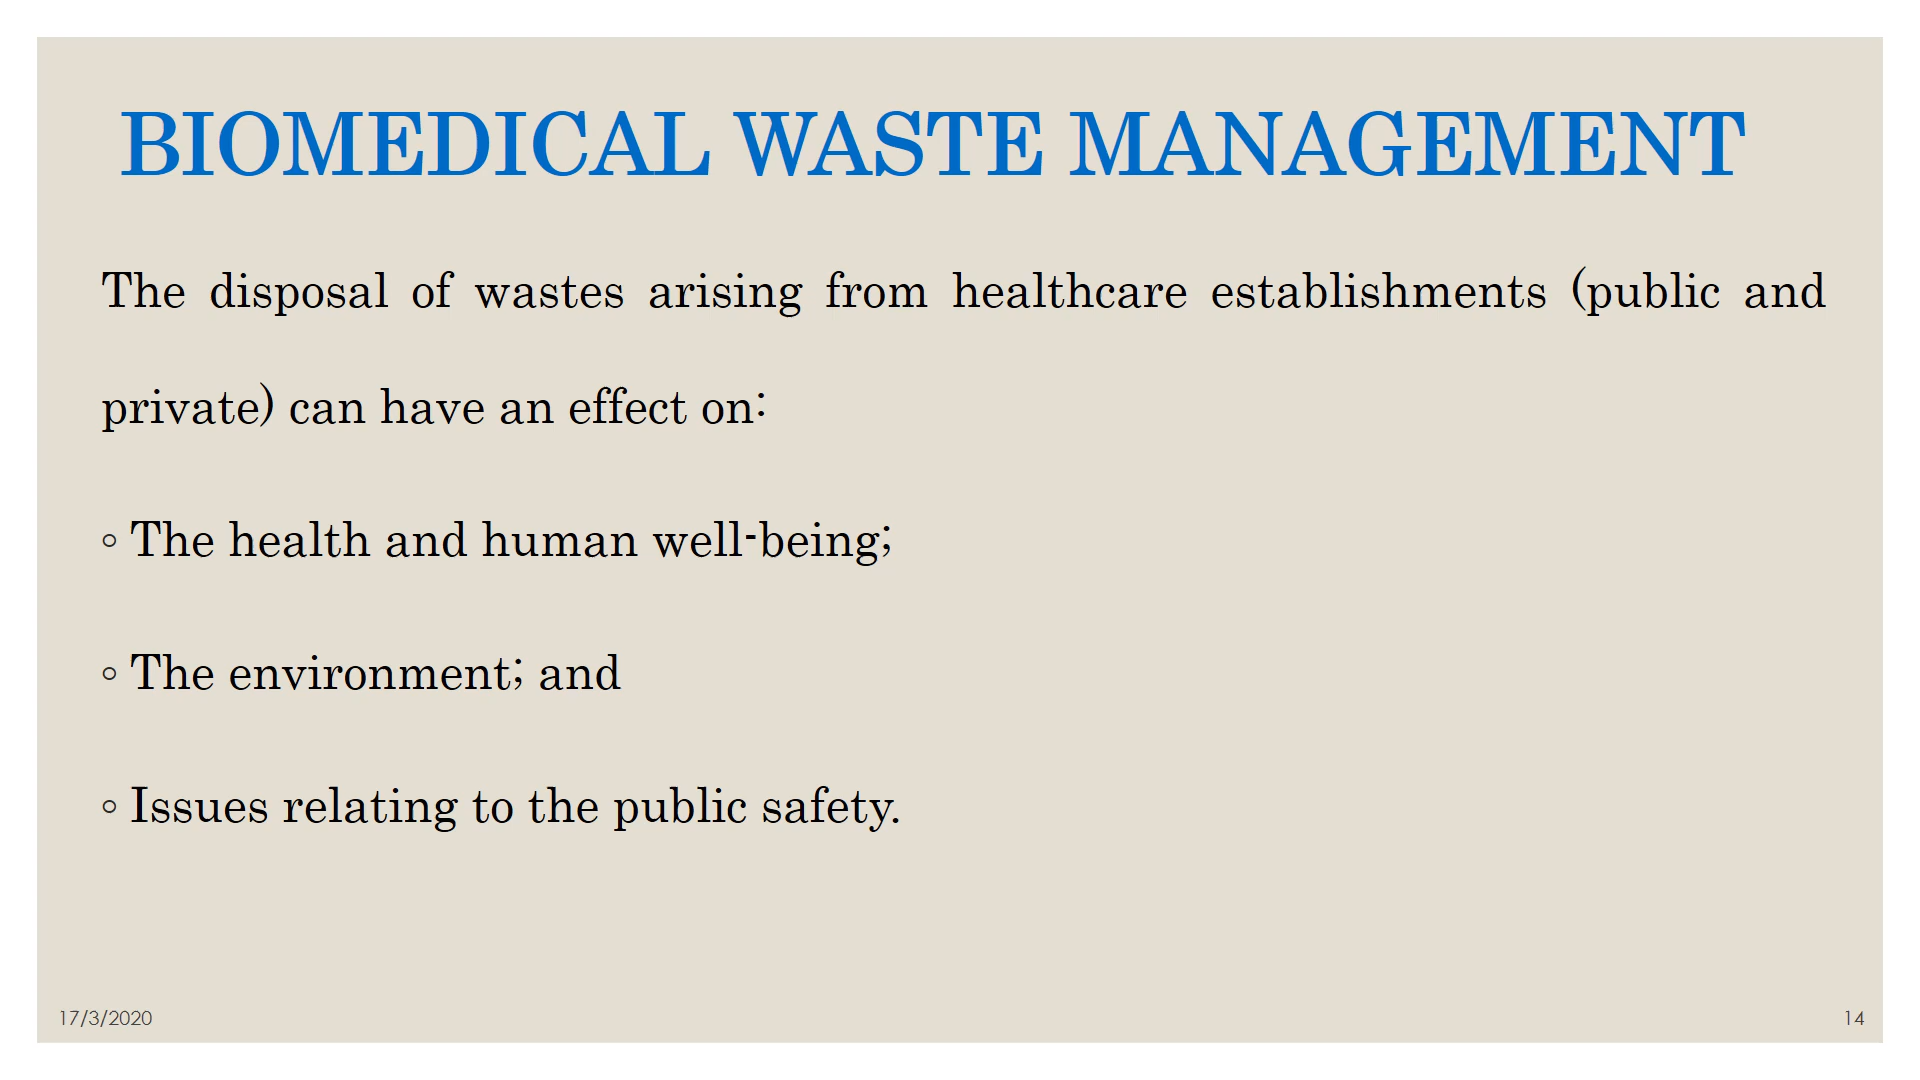 BIOMEDICAL WASTE MANAGEMENT
The disposal of wastes arising from healthcare establishments (public and
private) can have an effect on:
◦ The health and human well-being;
◦ The environment; and
◦ Issues relating to the public safety.
17/3/2020
14